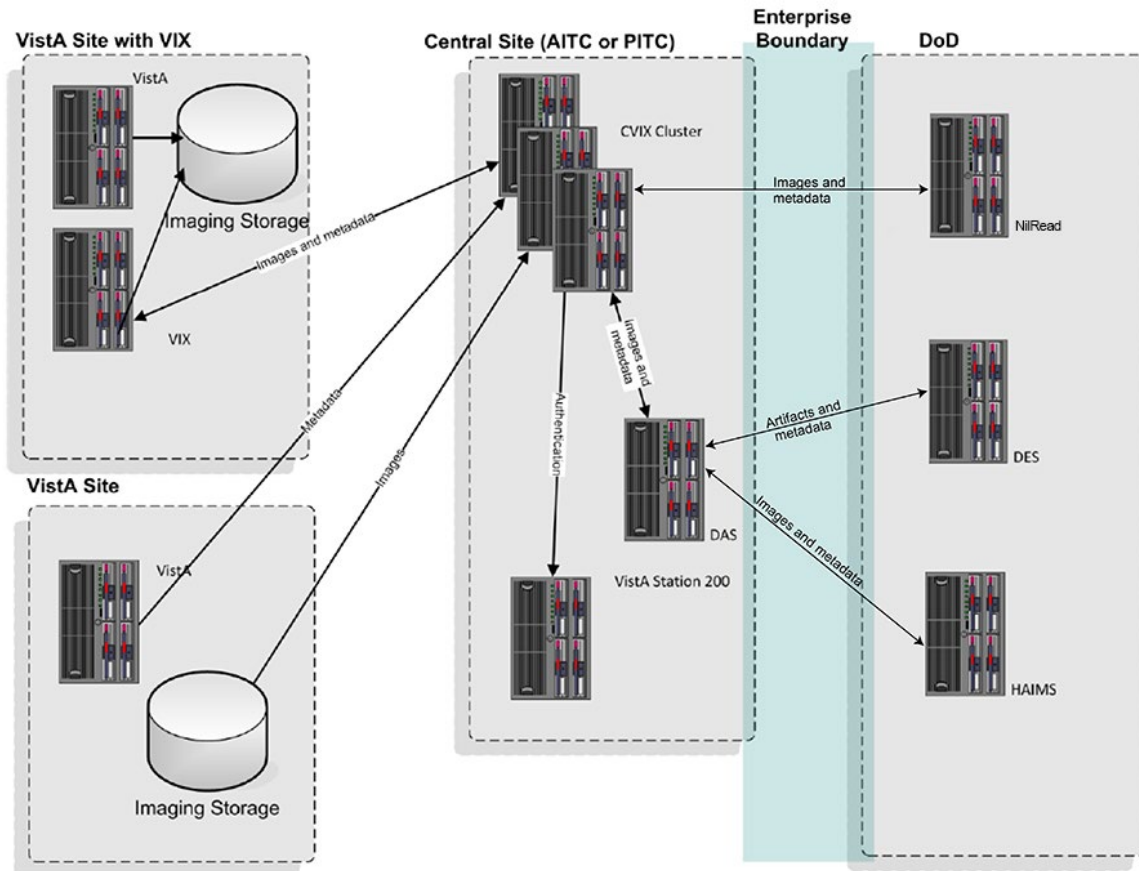 VistA Site with VIX
VistA
Imaging Storage
VIX
Images and metadata
VistA Site
VistA
Imaging Storage
Metadata
Images
Central Site (AITC or PITC)
CVIX Cluster
Images and
metadata
Authentication
DAS
VistA Station 200
Enterprise
Boundary
Images and
metadata
Artifacts and
metadata
Images and metadata
DoD
NilRead
DES
HAIMS